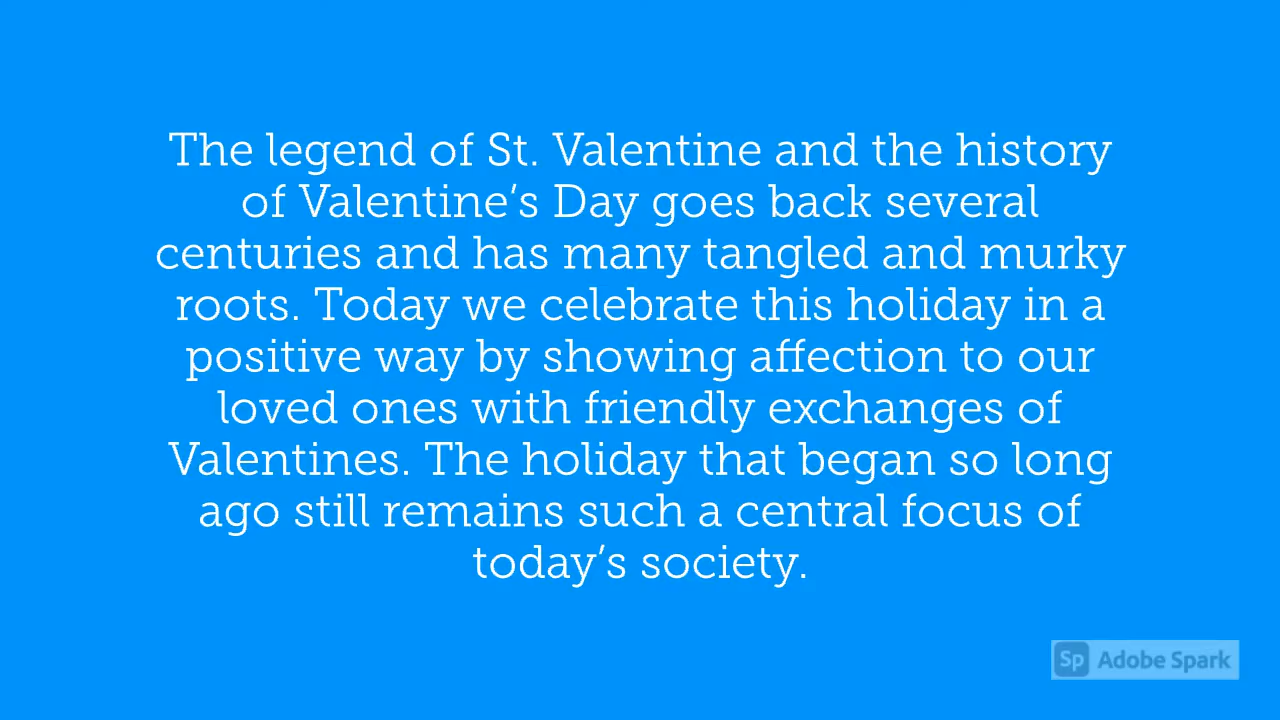 The legend of St. Valentine and the history
of Valentine’s Day goes back several
centuries and has many tangled and murky
roots. Today we celebrate this holiday in a
positive way by showing affection to our
loved ones with friendly exchanges of
Valentines. The holiday that began so long
ago still remains such a central focus of
today’s society.
Sp Adobe Spark